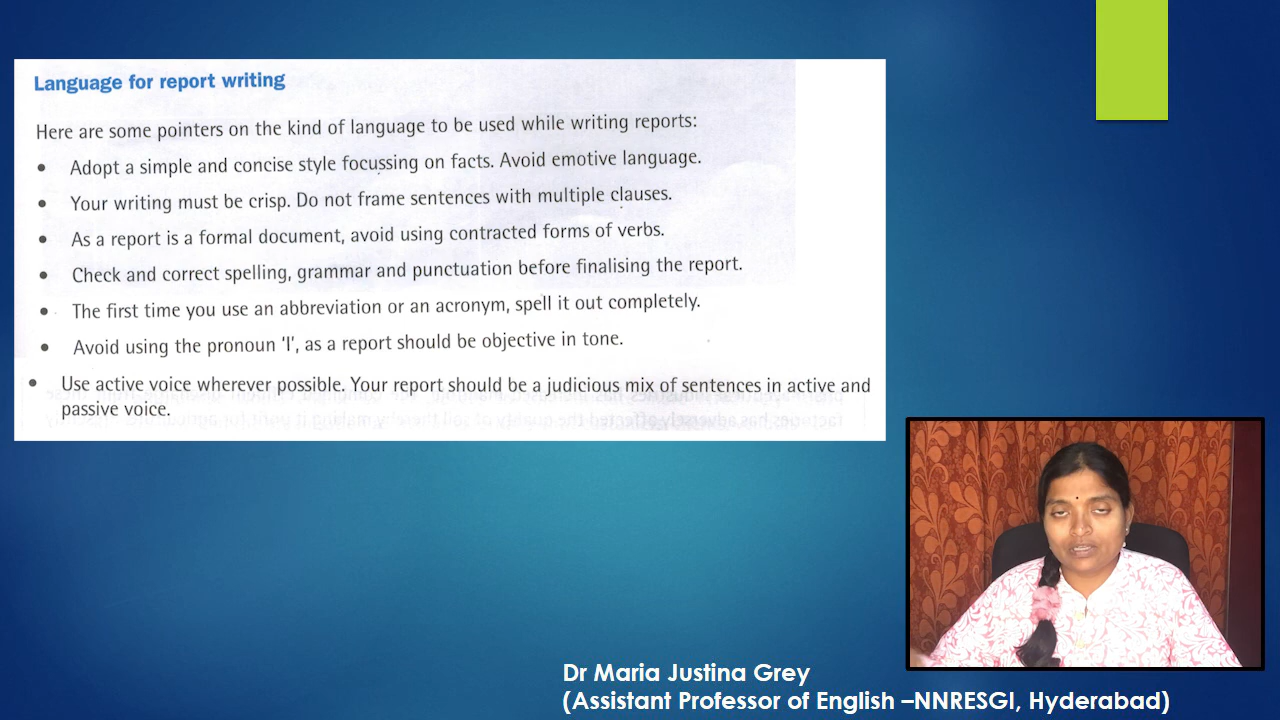 Language for report writing
Here are some pointers on the kind of language to be used while writing reports:
• Adopt a simple and concise style focussing on facts. Avoid emotive language.
• Your writing must be crisp. Do not frame sentences with multiple clauses.
• As a report is a formal document, avoid using contracted forms of verbs.
• Check and correct spelling, grammar and punctuation before finalising the report.
• The first time you use an abbreviation or an acronym, spell it out completely.
• Avoid using the pronoun 'I', as a report should be objective in tone.
• Use active voice wherever possible. Your report should be a judicious mix of sentences in active and
passive voice.
Dr Maria Justina Grey
(Assistant Professor of English –NNRESGI, Hyderabad)